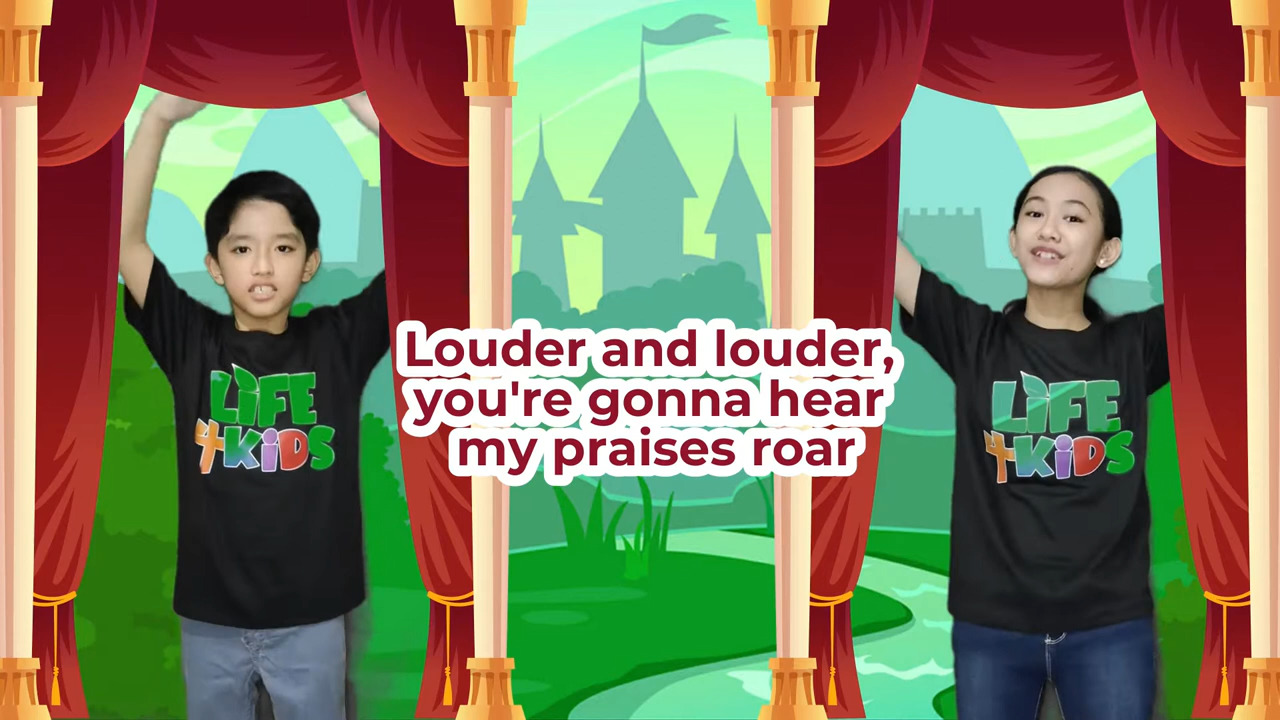 LiFE
4KiDS
Louder and louder,
you're gonna hear
my praises roar
LiFE
4KiDS